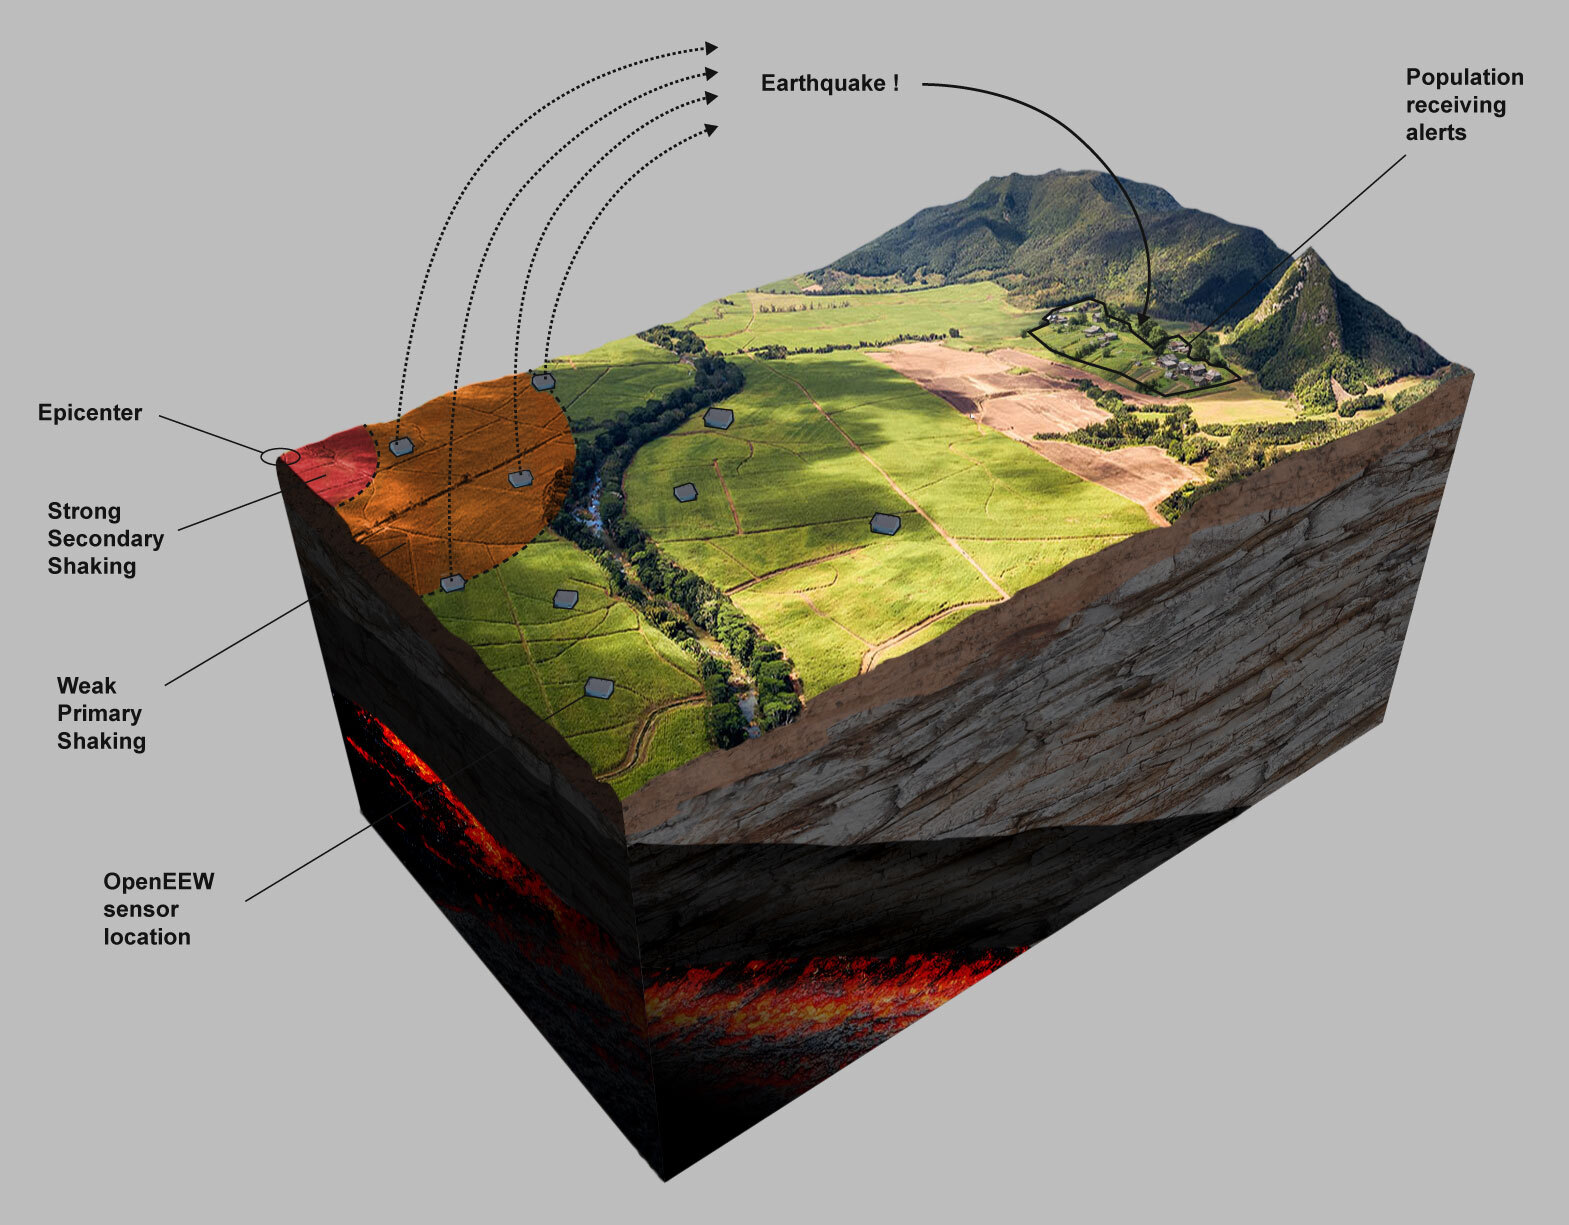 Earthquake !
Population
receiving
alerts
Epicenter
Strong
Secondary
Shaking
Weak
Primary
Shaking
OpenEEW
sensor
location